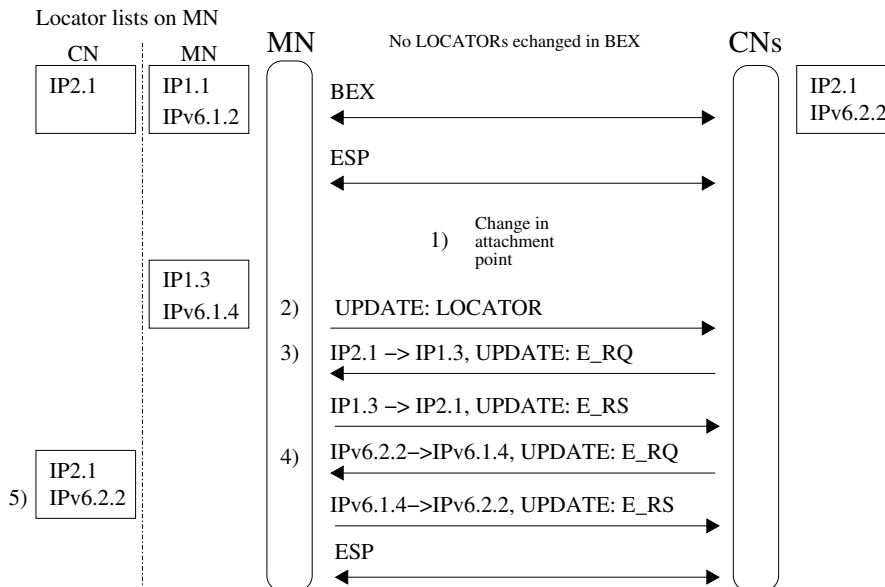 Locator lists on MN
CN
MN
MN
No LOCATORs echanged in BEX
CNs
IP2.1
IP1.1
IPv6.1.2
BEX
IP2.1
IPv6.2.2
ESP
1)
Change in
attachment
point
IP1.3
IPv6.1.4
2)
UPDATE: LOCATOR
3)
IP2.1 −> IP1.3, UPDATE: E_RQ
IP1.3 −> IP2.1, UPDATE: E_RS
4)
IPv6.2.2−>IPv6.1.4, UPDATE: E_RQ
IP2.1
5)
IPv6.2.2
IPv6.1.4−>IPv6.2.2, UPDATE: E_RS
ESP